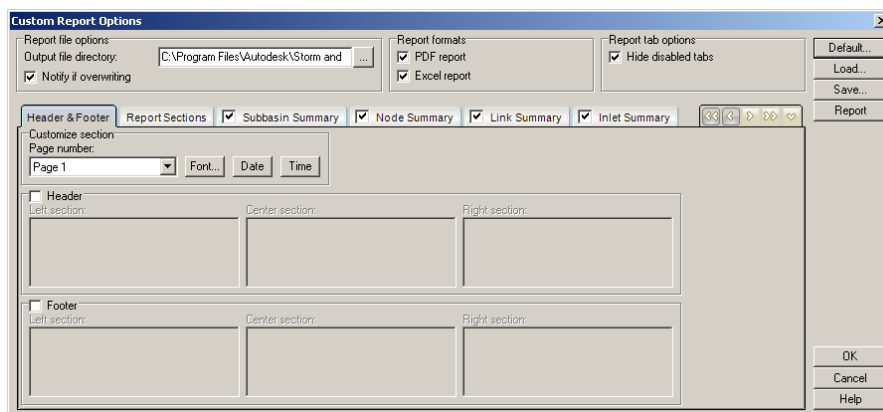 Custom Report Options
Report file options
Output file directory:
C:\Program Files\Autodesk\Storm and
...
Notify if overwriting
Report formats
PDF report
Excel report
Report tab options
Hide disabled tabs
Default...
Load...
Save...
Report
Header & Footer
Report Sections
Subbasin Summary
Node Summary
Link Summary
Inlet Summary
Customize section
Page number:
Page 1
Font...
Date
Time
Header
Left section:
Center section:
Right section:
Footer
Left section:
Center section:
Right section:
OK
Cancel
Help